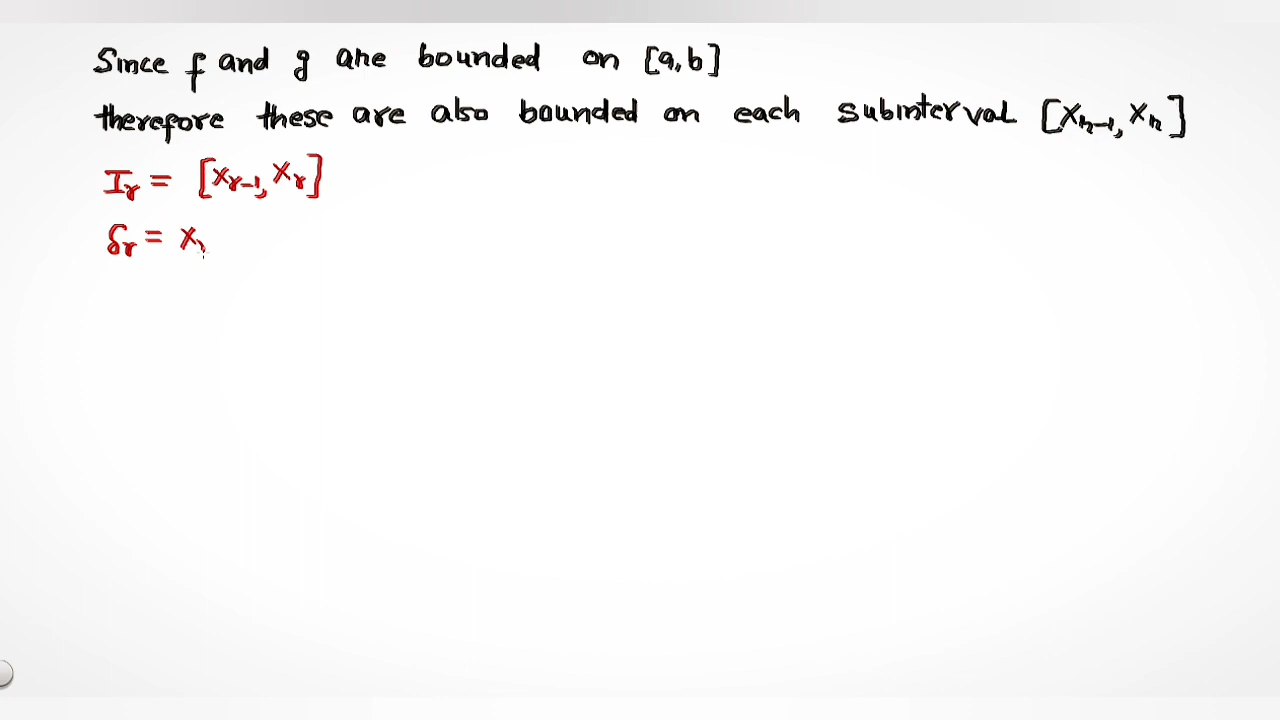 Since f and g are bounded on [a,b]
therefore these are also bounded on each subinterval [xₙ₋₁, xₙ]
Iᵣ = [xᵣ₋₁, xᵣ]
δᵣ = x